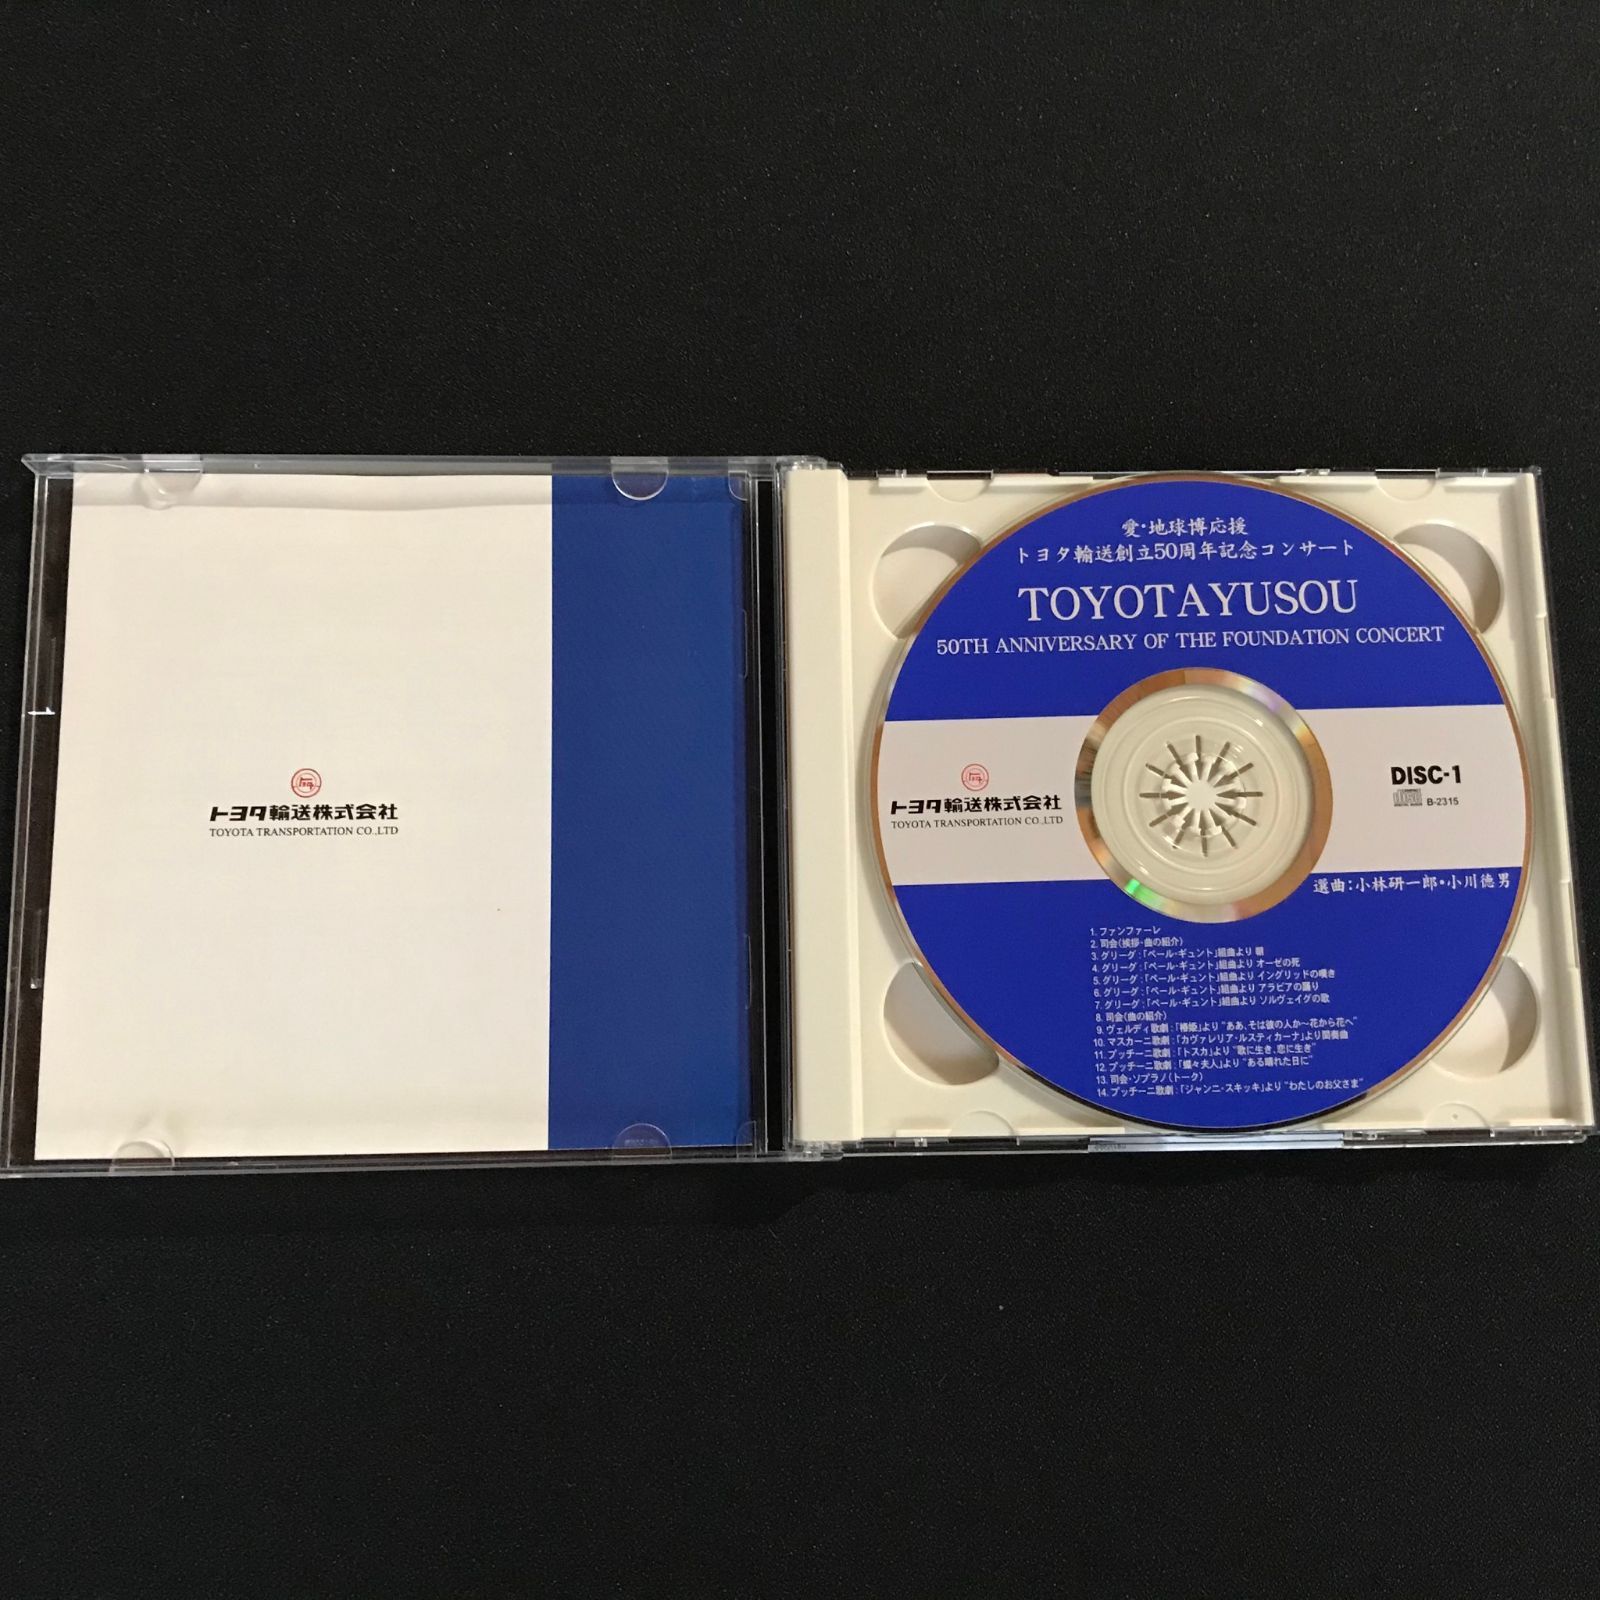 トヨタ輸送株式会社
TOYOTA TRANSPORTATION CO.,LTD
愛・地球博応援
トヨタ輸送創立50周年記念コンサート
TOYOTAYUSOU
50TH ANNIVERSARY OF THE FOUNDATION CONCERT
トヨタ輸送株式会社
TOYOTA TRANSPORTATION CO.,LTD
DISC-1
B-2315
選曲:小林研一郎・小川徳男
1. ファンファーレ
2. 司会(挨拶・曲の紹介)
3. グリーグ:「ペール・ギュント」組曲より 朝
4. グリーグ:「ペール・ギュント」組曲より オーゼの死
5. グリーグ:「ペール・ギュント」組曲より イングリッドの嘆き
6. グリーグ:「ペール・ギュント」組曲より アラビアの踊り
7. グリーグ:「ペール・ギュント」組曲より ソルヴェイグの歌
8. 司会(曲の紹介)
9. ヴェルディ歌劇:「椿姫」より "ああ、そは彼の人か〜花から花へ"
10. マスカーニ歌劇:「カヴァレリア・ルスティカーナ」より間奏曲
11. プッチーニ歌劇:「トスカ」より "歌に生き、恋に生き"
12. プッチーニ歌劇:「蝶々夫人」より "ある晴れた日に"
13. 司会・ソプラノ(トーク)
14. プッチーニ歌劇:「ジャンニ・スキッキ」より "わたしのお父さま"